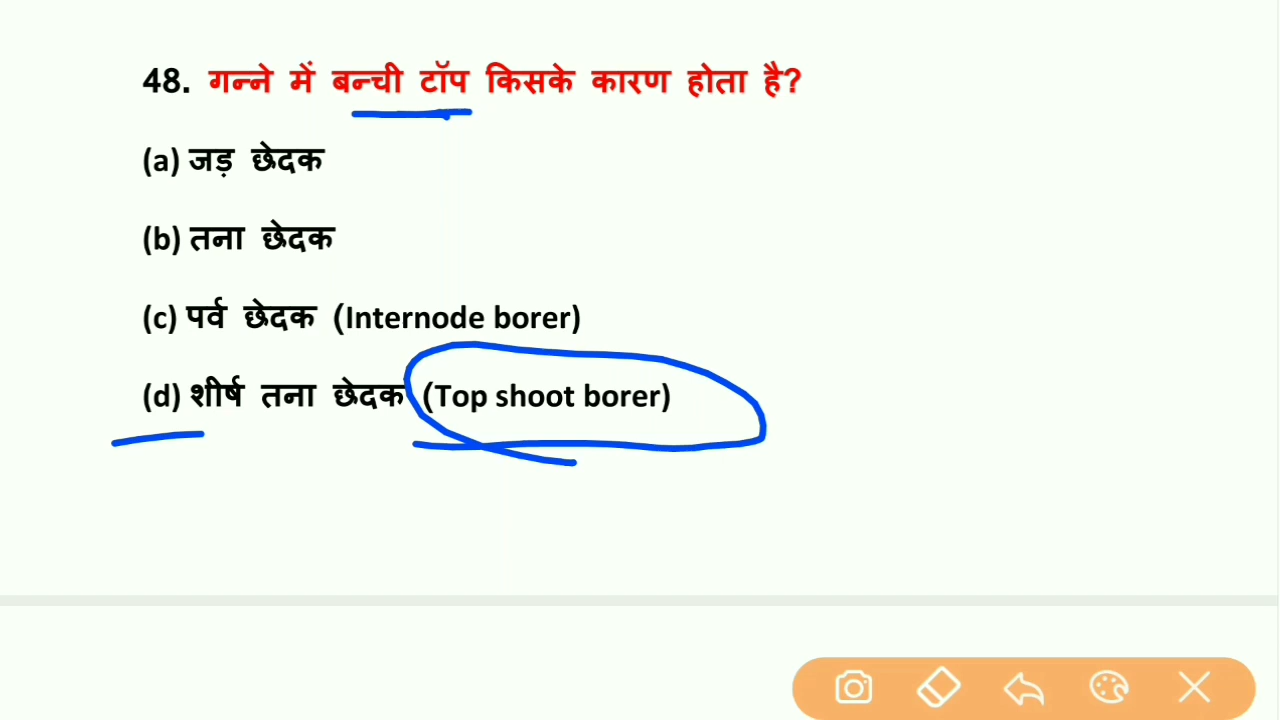 48. गन्ने में बन्ची टॉप किसके कारण होता है?
(a) जड़ छेदक
(b) तना छेदक
(c) पर्व छेदक (Internode borer)
(d) शीर्ष तना छेदक (Top shoot borer)